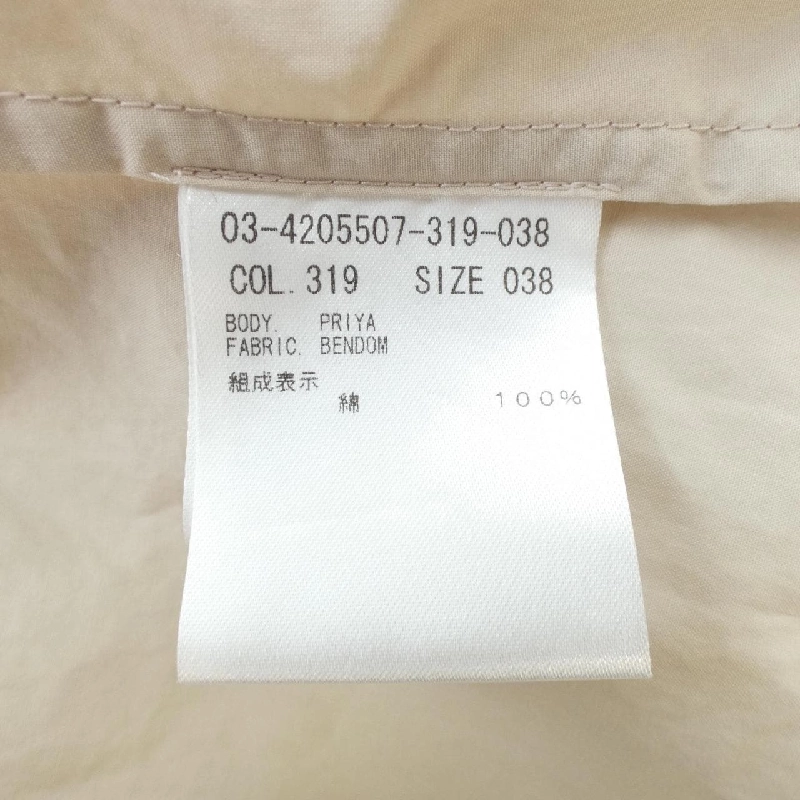 03-4205507-319-038
COL. 319 SIZE 038
BODY. PRIYA
FABRIC. BENDOM
組成表示
綿 100%